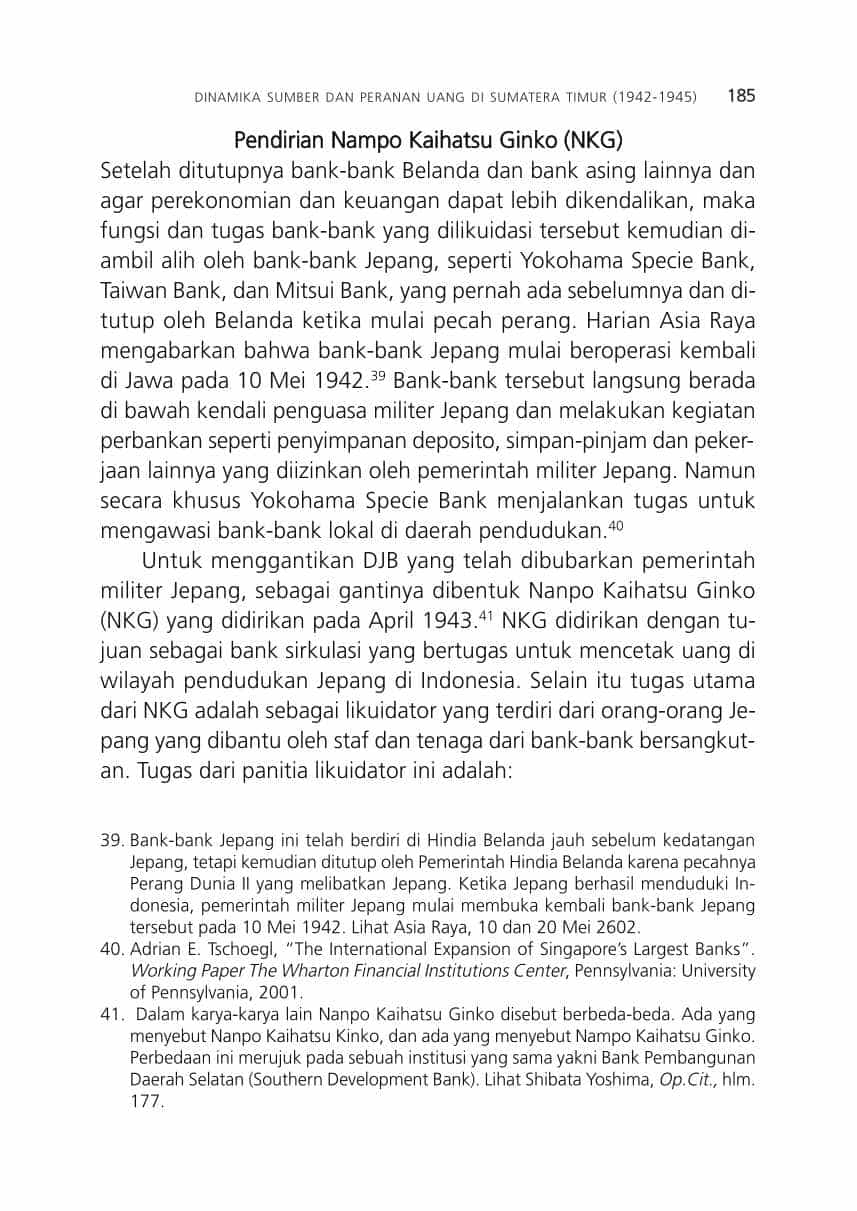 DINAMIKA SUMBER DAN PERANAN UANG DI SUMATERA TIMUR (1942-1945) 185
Pendirian Nampo Kaihatsu Ginko (NKG)
Setelah ditutupnya bank-bank Belanda dan bank asing lainnya dan
agar perekonomian dan keuangan dapat lebih dikendalikan, maka
fungsi dan tugas bank-bank yang dilikuidasi tersebut kemudian di-
ambil alih oleh bank-bank Jepang, seperti Yokohama Specie Bank,
Taiwan Bank, dan Mitsui Bank, yang pernah ada sebelumnya dan di-
tutup oleh Belanda ketika mulai pecah perang. Harian Asia Raya
mengabarkan bahwa bank-bank Jepang mulai beroperasi kembali
di Jawa pada 10 Mei 1942.39 Bank-bank tersebut langsung berada
di bawah kendali penguasa militer Jepang dan melakukan kegiatan
perbankan seperti penyimpanan deposito, simpan-pinjam dan peker-
jaan lainnya yang diizinkan oleh pemerintah militer Jepang. Namun
secara khusus Yokohama Specie Bank menjalankan tugas untuk
mengawasi bank-bank lokal di daerah pendudukan.40
Untuk menggantikan DJB yang telah dibubarkan pemerintah
militer Jepang, sebagai gantinya dibentuk Nanpo Kaihatsu Ginko
(NKG) yang didirikan pada April 1943.41 NKG didirikan dengan tu-
juan sebagai bank sirkulasi yang bertugas untuk mencetak uang di
wilayah pendudukan Jepang di Indonesia. Selain itu tugas utama
dari NKG adalah sebagai likuidator yang terdiri dari orang-orang Je-
pang yang dibantu oleh staf dan tenaga dari bank-bank bersangkut-
an. Tugas dari panitia likuidator ini adalah:
39. Bank-bank Jepang ini telah berdiri di Hindia Belanda jauh sebelum kedatangan
Jepang, tetapi kemudian ditutup oleh Pemerintah Hindia Belanda karena pecahnya
Perang Dunia II yang melibatkan Jepang. Ketika Jepang berhasil menduduki In-
donesia, pemerintah militer Jepang mulai membuka kembali bank-bank Jepang
tersebut pada 10 Mei 1942. Lihat Asia Raya, 10 dan 20 Mei 2602.
40. Adrian E. Tschoegl, “The International Expansion of Singapore’s Largest Banks”.
Working Paper The Wharton Financial Institutions Center, Pennsylvania: University
of Pennsylvania, 2001.
41. Dalam karya-karya lain Nanpo Kaihatsu Ginko disebut berbeda-beda. Ada yang
menyebut Nanpo Kaihatsu Kinko, dan ada yang menyebut Nampo Kaihatsu Ginko.
Perbedaan ini merujuk pada sebuah institusi yang sama yakni Bank Pembangunan
Daerah Selatan (Southern Development Bank). Lihat Shibata Yoshima, Op.Cit., hlm.
177.